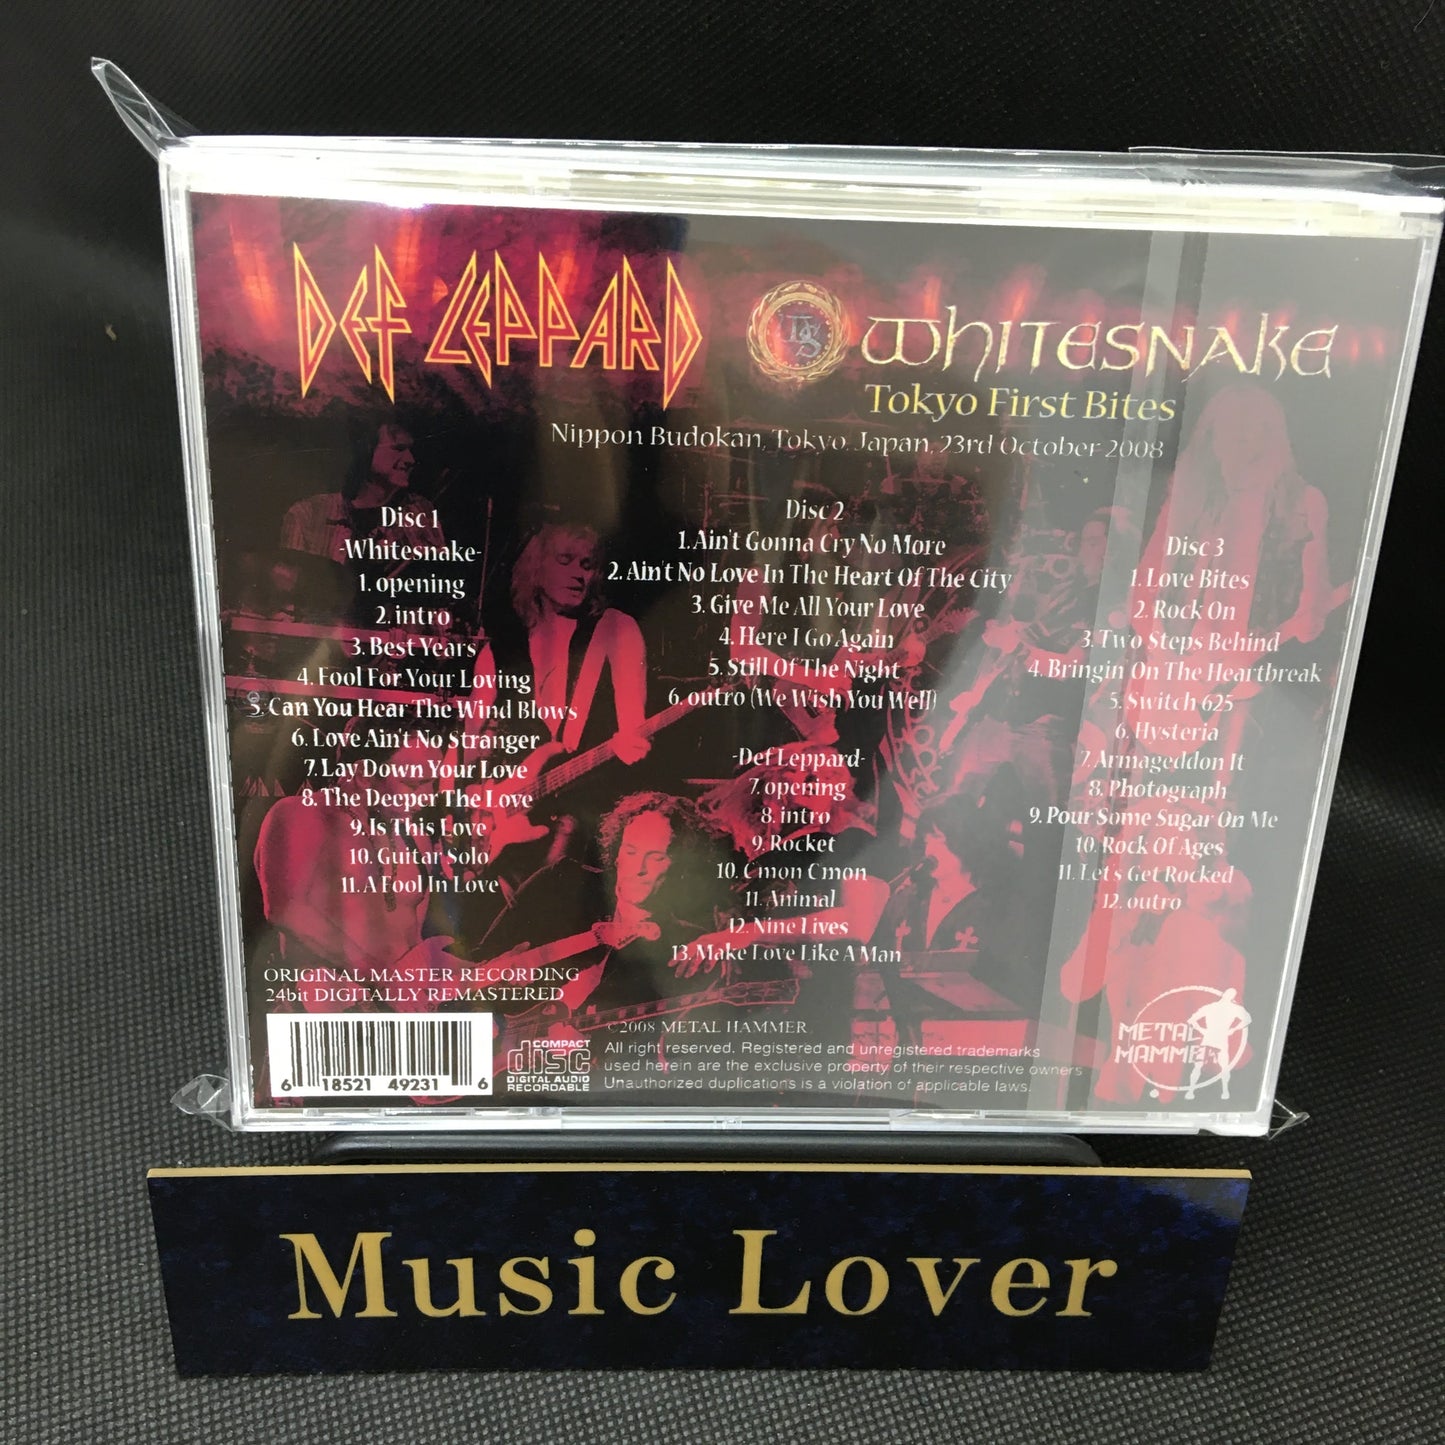 DEF LEPPARD
WS WHITESNAKE
Tokyo First Bites
Nippon Budokan, Tokyo. Japan, 23rd October 2008
Disc 1
-Whitesnake-
1. opening
2. intro
3. Best Years
4. Fool For Your Loving
5. Can You Hear The Wind Blows
6. Love Ain't No Stranger
7. Lay Down Your Love
8. The Deeper The Love
9. Is This Love
10. Guitar Solo
11. A Fool In Love
Disc 2
1. Ain't Gonna Cry No More
2. Ain't No Love In The Heart Of The City
3. Give Me All Your Love
4. Here I Go Again
5. Still Of The Night
6. outro (We Wish You Well)
-Def Leppard-
7. opening
8. intro
9. Rocket
10. C'mon C'mon
11. Animal
12. Nine Lives
13. Make Love Like A Man
Disc 3
1. Love Bites
2. Rock On
3. Two Steps Behind
4. Bringin On The Heartbreak
5. Switch 625
6. Hysteria
7. Armageddon It
8. Photograph
9. Pour Some Sugar On Me
10. Rock Of Ages
11. Let's Get Rocked
12. outro
ORIGINAL MASTER RECORDING
24bit DIGITALLY REMASTERED
6 18521 49231 6
COMPACT
disc
DIGITAL AUDIO
RECORDABLE
©2008 METAL HAMMER
All right reserved. Registered and unregistered trademarks
used herein are the exclusive property of their respective owners
Unauthorized duplications is a violation of applicable laws.
METAL
HAMMER
Music Lover